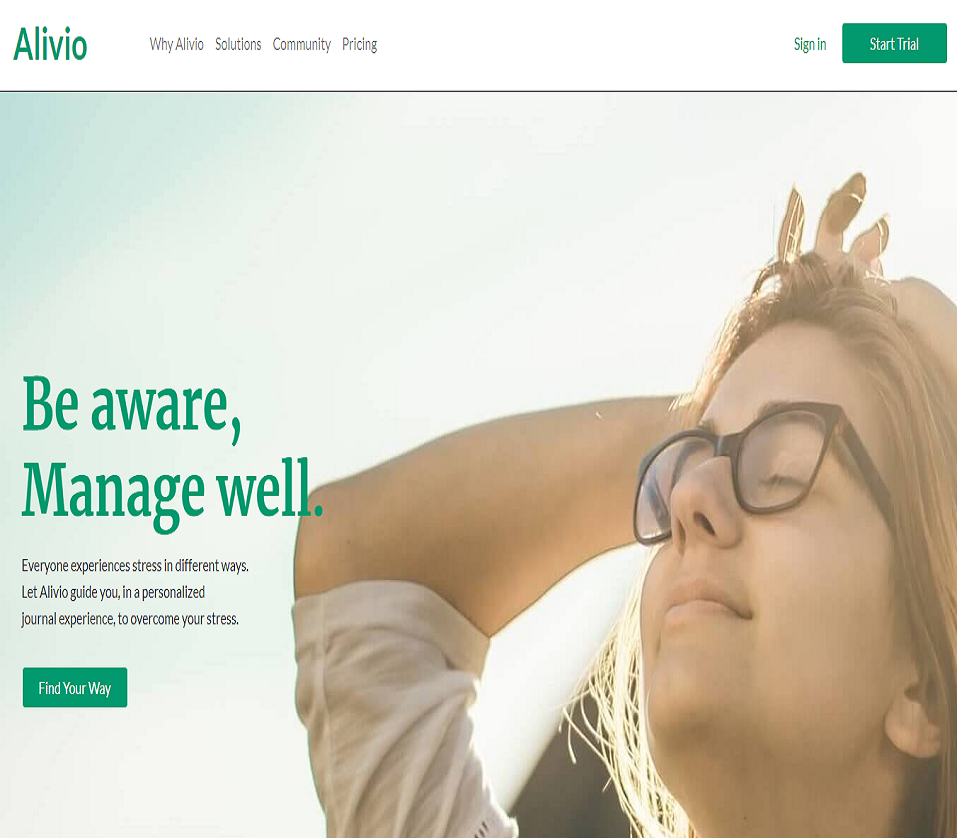 Alivio
Why Alivio Solutions Community Pricing
Sign in Start Trial
Be aware,
Manage well.
Everyone experiences stress in different ways.
Let Alivio guide you, in a personalized
journal experience, to overcome your stress.
Find Your Way